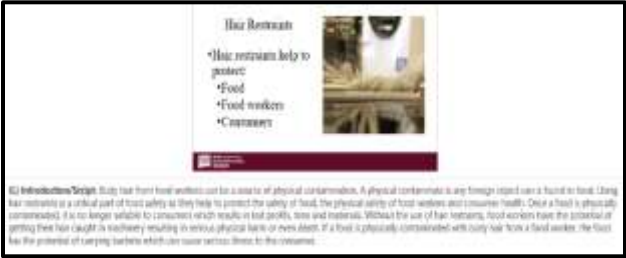 Hair Restraints
•Hair restraints help to
protect:
•Food
•Food workers
•Consumers
Introduction/Script: Body hair from food workers can be a source of physical contamination. A physical contaminate is any foreign object can is found in food. Using
hair restraints is a critical part of food safety as they help to protect the safety of food, the physical safety of food workers and consumer health. Once a food is physically
contaminated, it is no longer sellable to consumers which results in lost profits, time and materials. Without the use of hair restraints, food workers have the potential of
getting their hair caught in machinery resulting in serious physical harm or even death. If a food is physically contaminated with body hair from a food worker, the food
has the potential of carrying bacteria which can cause serious illness to the consumer.